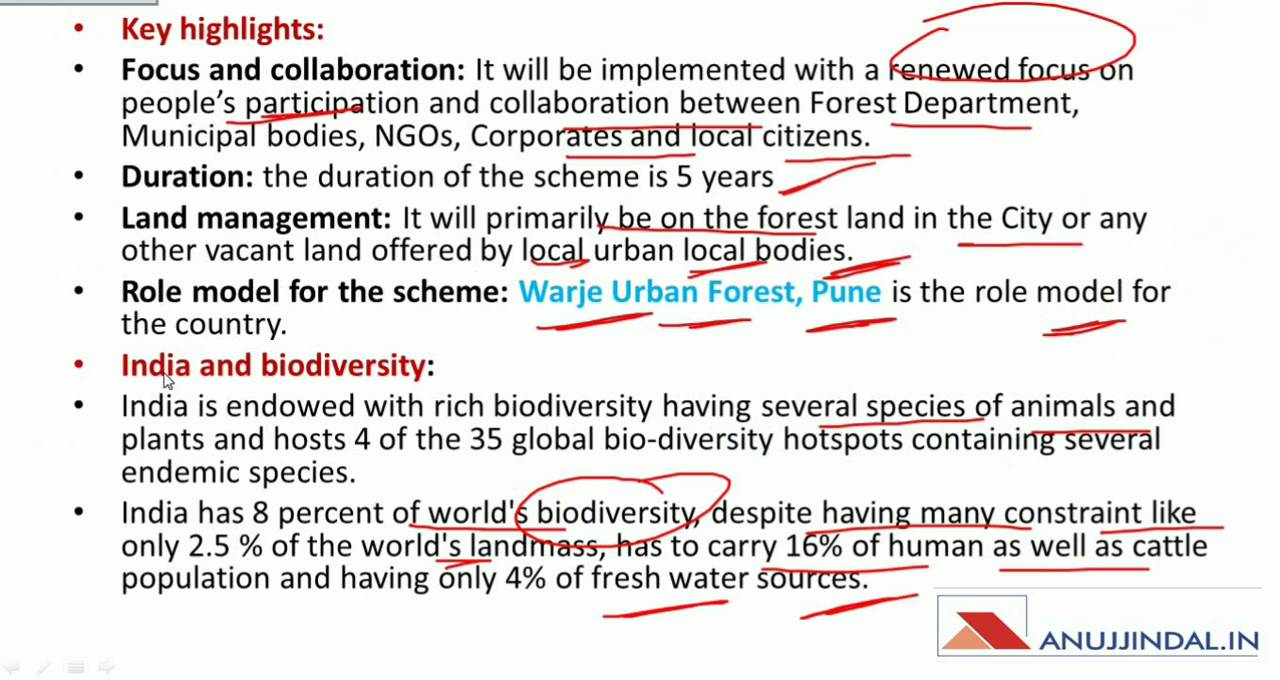 • Key highlights:
• Focus and collaboration: It will be implemented with a renewed focus on
people's participation and collaboration between Forest Department,
Municipal bodies, NGOs, Corporates and local citizens.
• Duration: the duration of the scheme is 5 years
• Land management: It will primarily be on the forest land in the City or any
other vacant land offered by local urban local bodies.
• Role model for the scheme: Warje Urban Forest, Pune is the role model for
the country.
• India and biodiversity:
• India is endowed with rich biodiversity having several species of animals and
plants and hosts 4 of the 35 global bio-diversity hotspots containing several
endemic species.
• India has 8 percent of world's biodiversity, despite having many constraint like
only 2.5 % of the world's landmass, has to carry 16% of human as well as cattle
population and having only 4% of fresh water sources.
ANUJJINDAL.IN